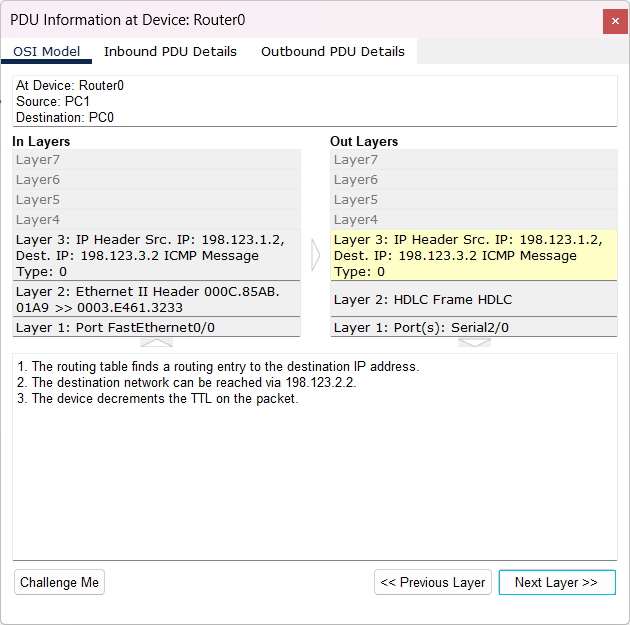 PDU Information at Device: Router0
×
OSI Model
Inbound PDU Details
Outbound PDU Details
At Device: Router0
Source: PC1
Destination: PC0
In Layers
Layer7
Layer6
Layer5
Layer4
Layer 3: IP Header Src. IP: 198.123.1.2,
Dest. IP: 198.123.3.2 ICMP Message
Type: 0
Layer 2: Ethernet II Header 000C.85AB.
01A9 >> 0003.E461.3233
Layer 1: Port FastEthernet0/0
Out Layers
Layer7
Layer6
Layer5
Layer4
Layer 3: IP Header Src. IP: 198.123.1.2,
Dest. IP: 198.123.3.2 ICMP Message
Type: 0
Layer 2: HDLC Frame HDLC
Layer 1: Port(s): Serial2/0
1. The routing table finds a routing entry to the destination IP address.
2. The destination network can be reached via 198.123.2.2.
3. The device decrements the TTL on the packet.
Challenge Me
<< Previous Layer
Next Layer >>